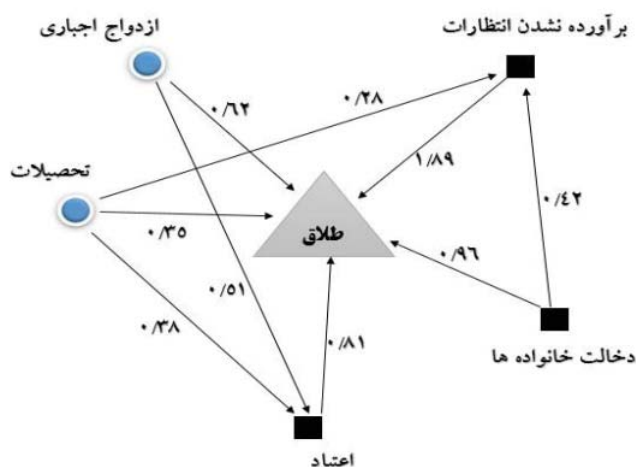 ازدواج اجباری
برآورده نشدن انتظارات
۰/۶۲
۰/۲۸
۱/۸۹
تحصیلات
۰/۳۵
طلاق
۰/۴۲
۰/۹۶
۰/۵۱
۰/۳۸
۰/۸۱
دخالت خانواده ها
اعتیاد